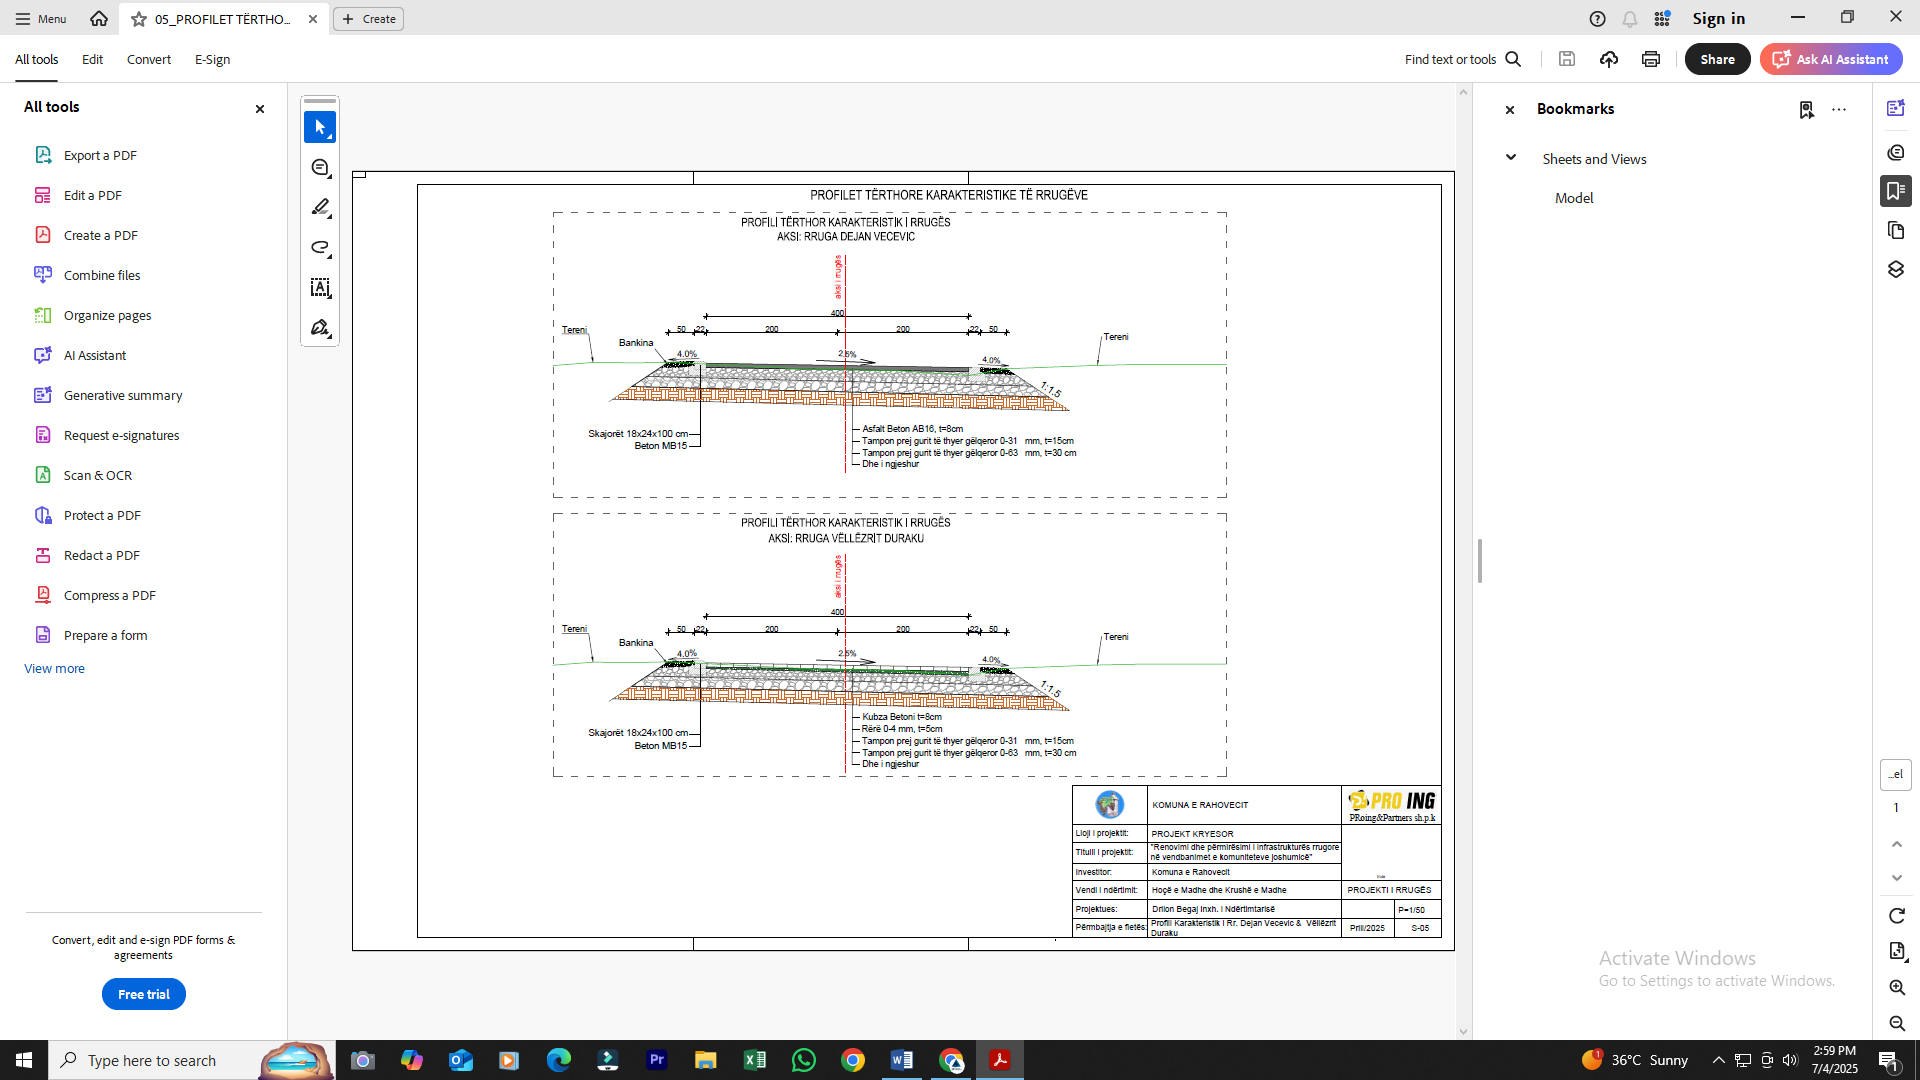 Menu
05_PROFILET TËRTHO...
Create
Sign in
All tools
Edit
Convert
E-Sign
Find text or tools
Share
Ask AI Assistant
All tools
Export a PDF
Edit a PDF
Create a PDF
Combine files
Organize pages
AI Assistant
Generative summary
Request e-signatures
Scan & OCR
Protect a PDF
Redact a PDF
Compress a PDF
Prepare a form
View more
Convert, edit and e-sign PDF forms & agreements
Free trial
PROFILET TËRTHORE KARAKTERISTIKE TË RRUGËVE
PROFILI TËRTHOR KARAKTERISTIK I RRUGËS
AKSI: RRUGA DEJAN VECEVIC
aksi i rrugës
400
50 22 200 200 22 50
Tereni
Bankina
Tereni
4.0%
2.5%
4.0%
1:1.5
Skajorët 18x24x100 cm
Beton MB15
Asfalt Beton AB16, t=8cm
Tampon prej gurit të thyer gëlqeror 0-31 mm, t=15cm
Tampon prej gurit të thyer gëlqeror 0-63 mm, t=30 cm
Dhe i ngjeshur
PROFILI TËRTHOR KARAKTERISTIK I RRUGËS
AKSI: RRUGA VËLLËZRIT DURAKU
aksi i rrugës
400
50 22 200 200 22 50
Tereni
Bankina
Tereni
4.0%
2.5%
4.0%
1:1.5
Skajorët 18x24x100 cm
Beton MB15
Kubza Betoni t=8cm
Rërë 0-4 mm, t=5cm
Tampon prej gurit të thyer gëlqeror 0-31 mm, t=15cm
Tampon prej gurit të thyer gëlqeror 0-63 mm, t=30 cm
Dhe i ngjeshur
KOMUNA E RAHOVECIT
PRO ING
PRoing&Partners sh.p.k
Lloji i projektit: PROJEKT KRYESOR
Titulli i projektit: "Renovimi dhe përmirësimi i infrastrukturës rrugore
në vendbanimet e komuniteteve joshumicë"
Investitor: Komuna e Rahovecit
Vendi i ndërtimit: Hoçë e Madhe dhe Krushë e Madhe PROJEKTI I RRUGËS
Projektues: Drilon Begaj Inxh. i Ndërtimtarisë P=1/50
Përmbajtja e fletës: Profili Karakteristik i Rr. Dejan Vecevic & Vëllëzrit
Duraku
Prill/2025 S-05
Bookmarks
Sheets and Views
Model
...el
1
Activate Windows
Go to Settings to activate Windows.
Type here to search
36°C Sunny
2:59 PM
7/4/2025
1